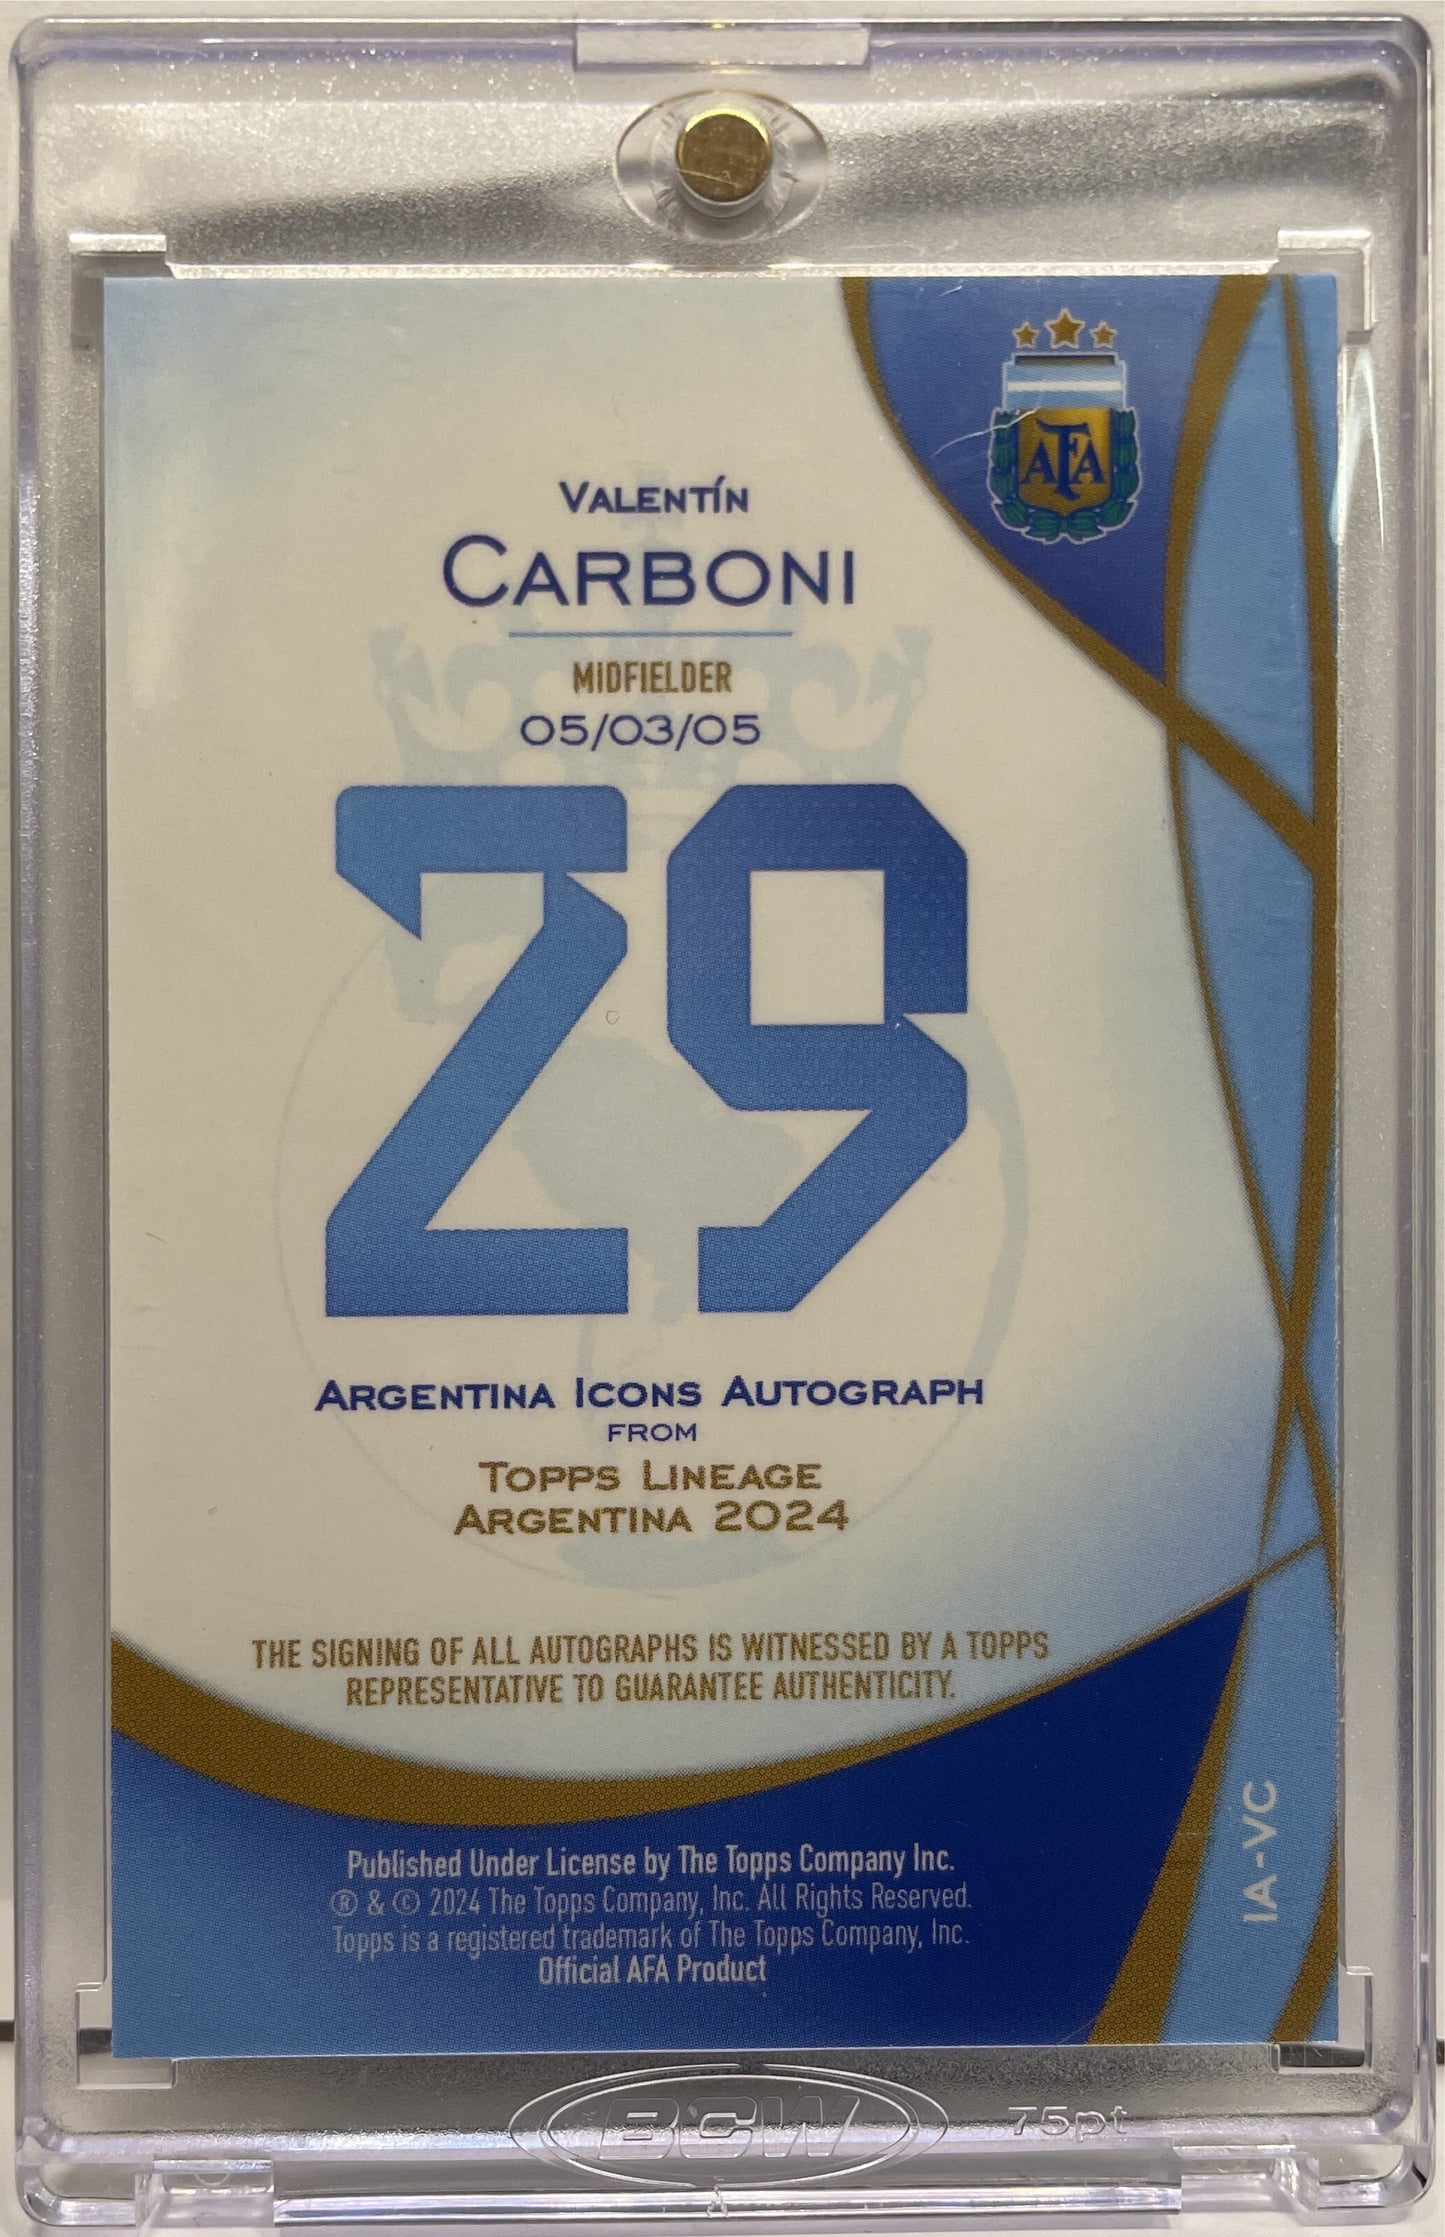 AFA
Valentín
Carboni
MIDFIELDER
05/03/05
29
Argentina Icons Autograph
from
Topps Lineage
Argentina 2024
THE SIGNING OF ALL AUTOGRAPHS IS WITNESSED BY A TOPPS
REPRESENTATIVE TO GUARANTEE AUTHENTICITY.
IA-VC
Published Under License by The Topps Company Inc.
® & © 2024 The Topps Company, Inc. All Rights Reserved.
Topps is a registered trademark of The Topps Company, Inc.
Official AFA Product
BCW
75pt